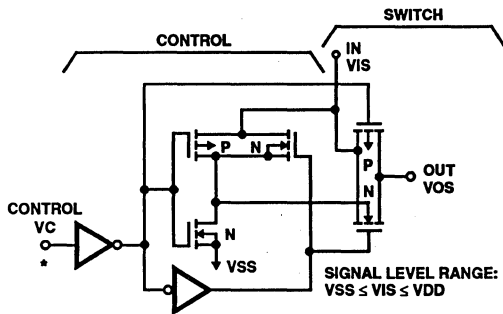 SWITCH
CONTROL
IN
VIS
P
N
P
OUT
VOS
N
CONTROL
VC
*
N
VSS
SIGNAL LEVEL RANGE:
VSS ≤ VIS ≤ VDD